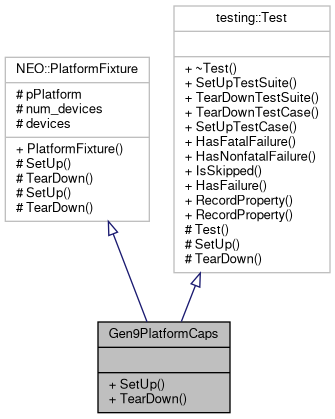 NEO::PlatformFixture
# pPlatform
# num_devices
# devices
+ PlatformFixture()
# SetUp()
# TearDown()
# SetUp()
# TearDown()
testing::Test
+ ~Test()
+ SetUpTestSuite()
+ TearDownTestSuite()
+ TearDownTestCase()
+ SetUpTestCase()
+ HasFatalFailure()
+ HasNonfatalFailure()
+ IsSkipped()
+ HasFailure()
+ RecordProperty()
+ RecordProperty()
# Test()
# SetUp()
# TearDown()
Gen9PlatformCaps
+ SetUp()
+ TearDown()